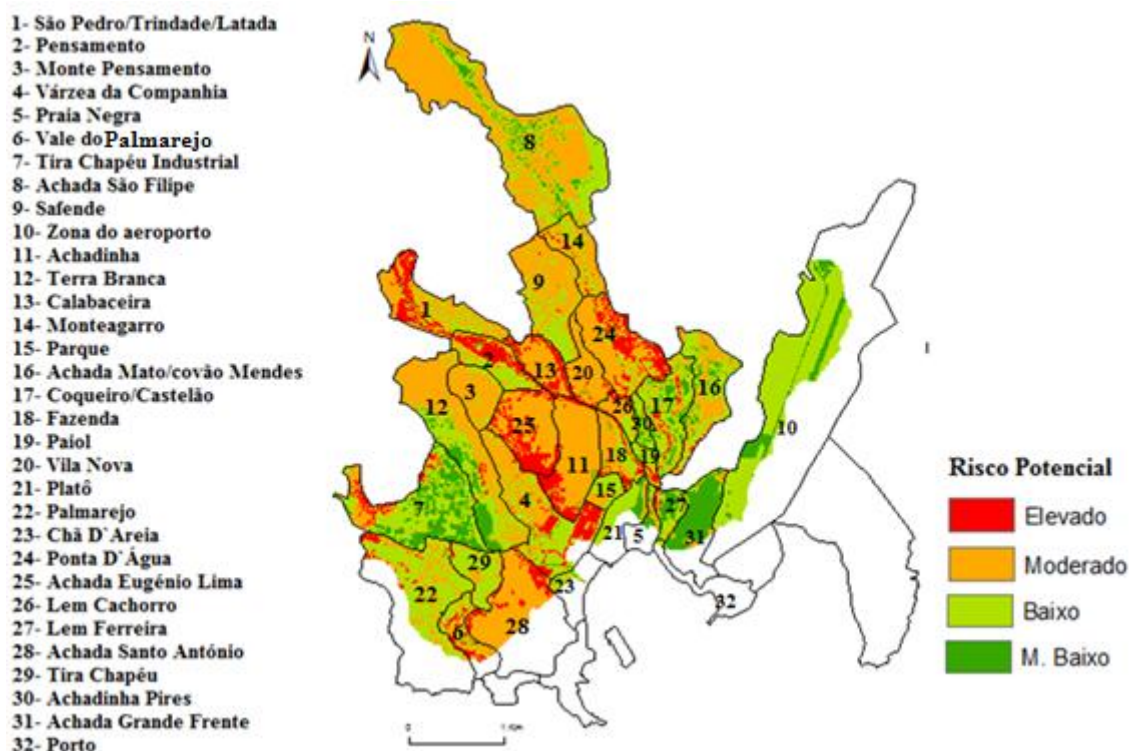 1- São Pedro/Trindade/Latada
2- Pensamento
3- Monte Pensamento
4- Várzea da Companhia
5- Praia Negra
6- Vale do Palmarejo
7- Tira Chapéu Industrial
8- Achada São Filipe
9- Safende
10- Zona do aeroporto
11- Achadinha
12- Terra Branca
13- Calabaceira
14- Monteagarro
15- Parque
16- Achada Mato/covão Mendes
17- Coqueiro/Castelão
18- Fazenda
19- Paiol
20- Vila Nova
21- Platô
22- Palmarejo
23- Chã D`Areia
24- Ponta D`Água
25- Achada Eugénio Lima
26- Lem Cachorro
27- Lem Ferreira
28- Achada Santo António
29- Tira Chapéu
30- Achadinha Pires
31- Achada Grande Frente
32- Porto
N
8
14
9
1
24
2
13
20
3
16
12
26
17
25
30
10
11
18
19
15
4
7
27
21
5
31
29
23
22
32
6
28
0
Risco Potencial
Elevado
Moderado
Baixo
M. Baixo